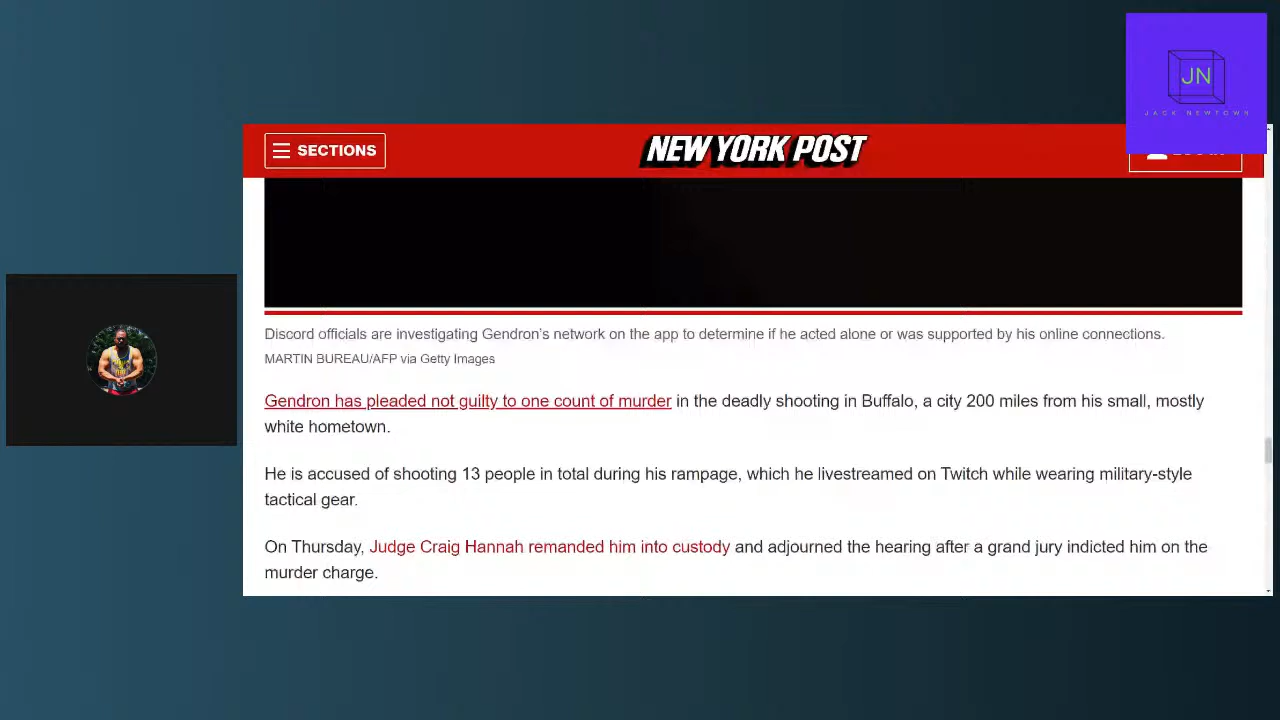 JN
JACK NEWTOWN
SECTIONS
NEW YORK POST
Discord officials are investigating Gendron's network on the app to determine if he acted alone or was supported by his online connections.
MARTIN BUREAU/AFP via Getty Images
Gendron has pleaded not guilty to one count of murder in the deadly shooting in Buffalo, a city 200 miles from his small, mostly
white hometown.
He is accused of shooting 13 people in total during his rampage, which he livestreamed on Twitch while wearing military-style
tactical gear.
On Thursday, Judge Craig Hannah remanded him into custody and adjourned the hearing after a grand jury indicted him on the
murder charge.